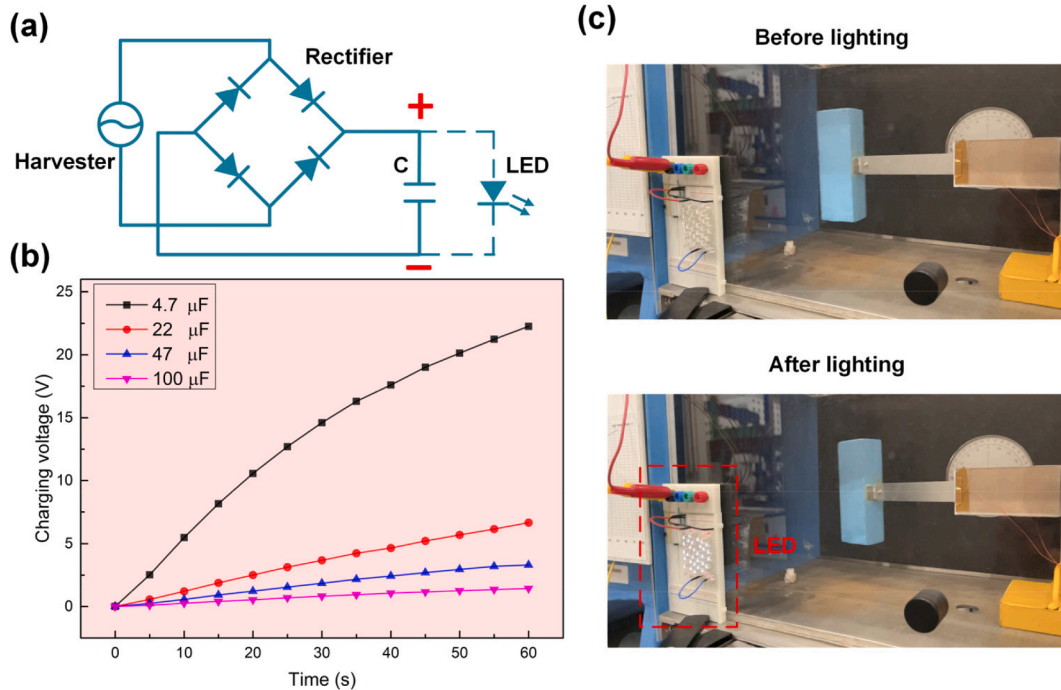 (a)
Rectifier
Harvester
+
C
LED
−
(b)
Charging voltage (V)
25
20
15
10
5
0
4.7 μF
22 μF
47 μF
100 μF
0
10
20
30
40
50
60
Time (s)
(c)
Before lighting
After lighting
LED